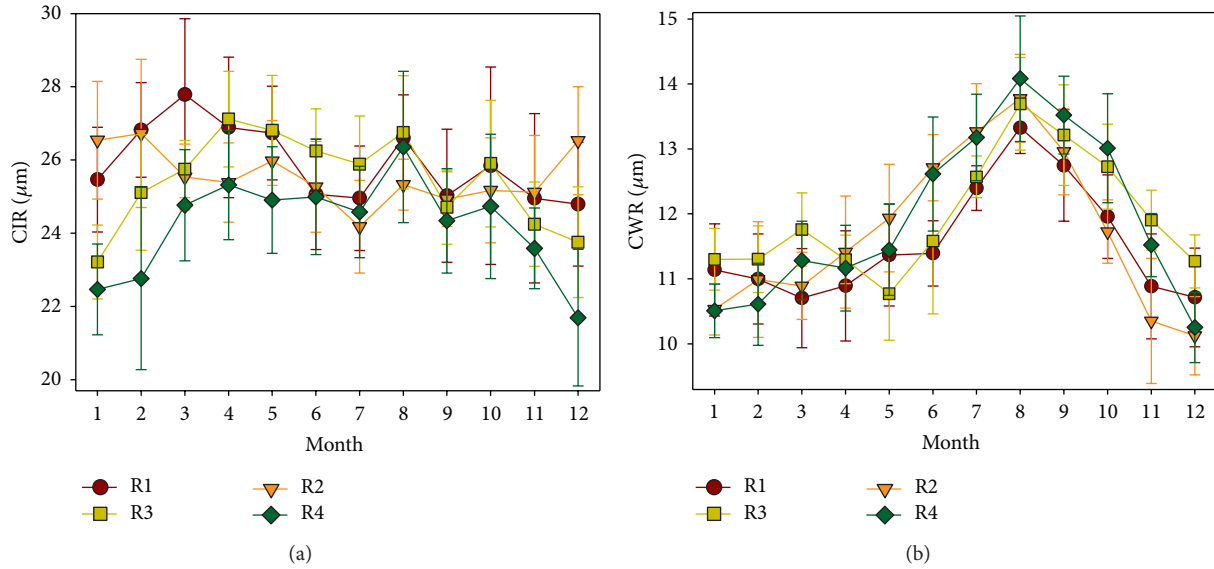 30
28
26
24
22
20
CIR (μm)
1 2 3 4 5 6 7 8 9 10 11 12
Month
R1 R2
R3 R4
(a)
15
14
13
12
11
10
CWR (μm)
1 2 3 4 5 6 7 8 9 10 11 12
Month
R1 R2
R3 R4
(b)